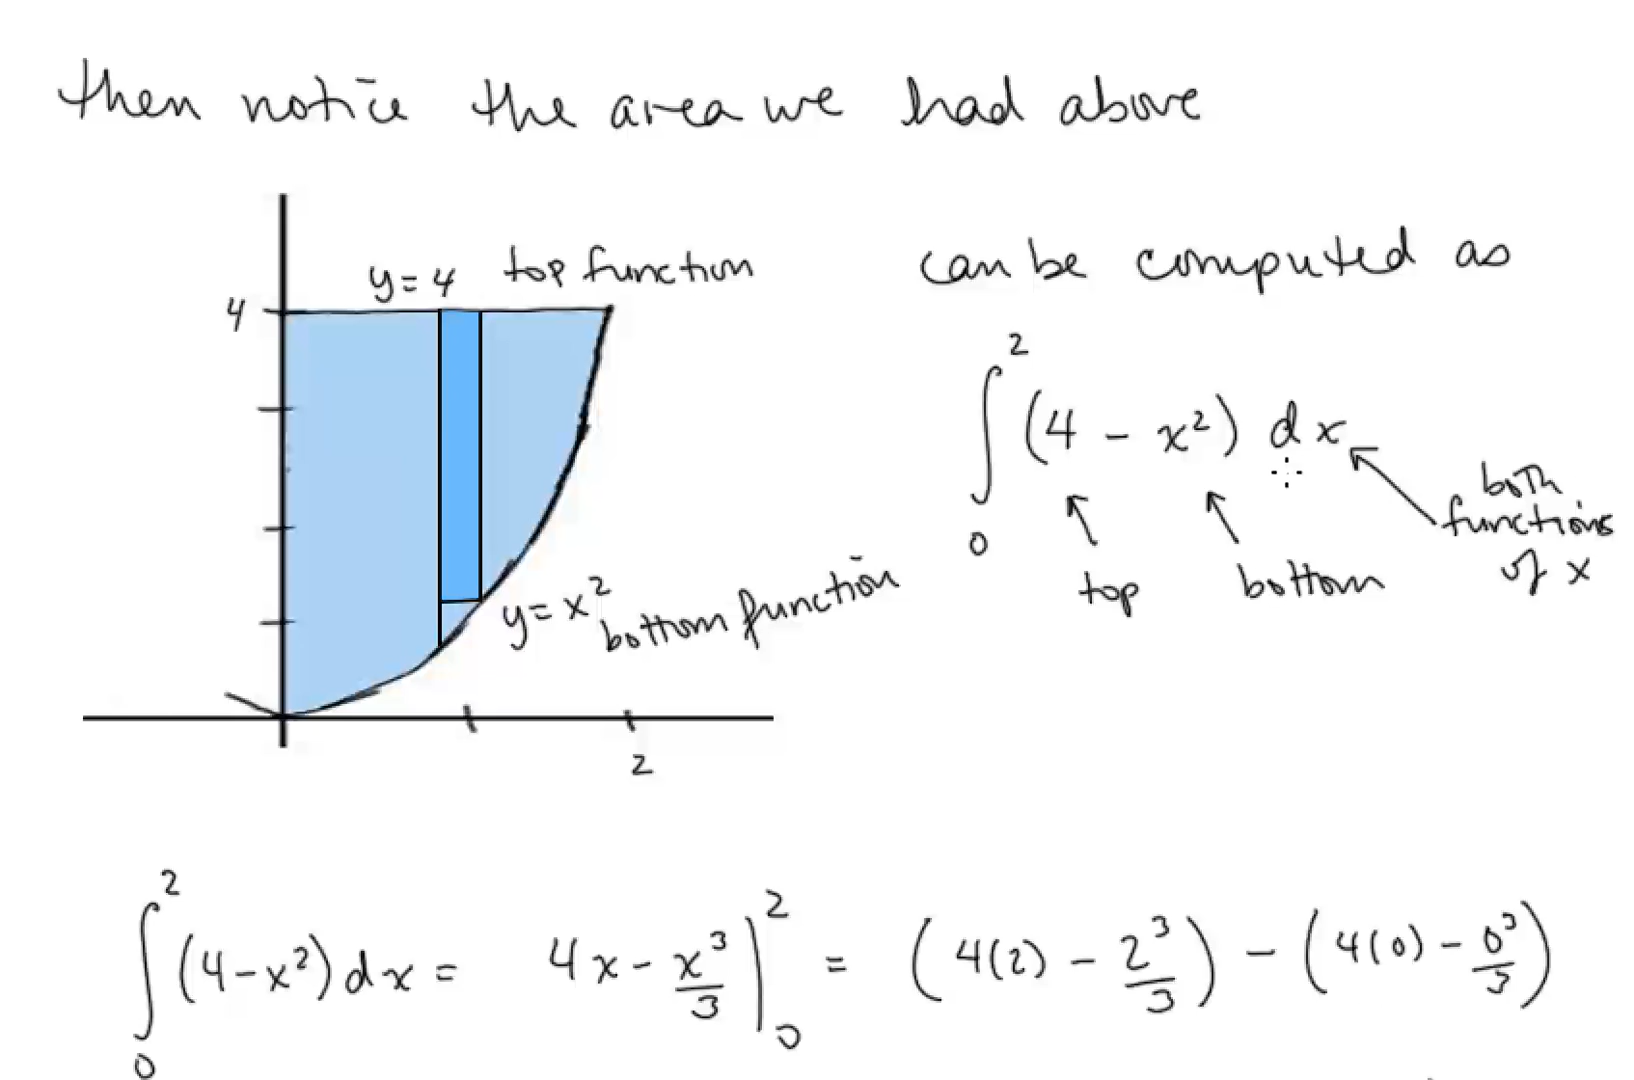 then notice the area we had above
can be computed as
y=4 top function
4
∫₀² (4 - x²) dx
both functions of x
top
bottom
y=x² bottom function
2
∫₀² (4-x²) dx = 4x - x³/3 |₀² = (4(2) - 2³/3) - (4(0) - 0³/3)